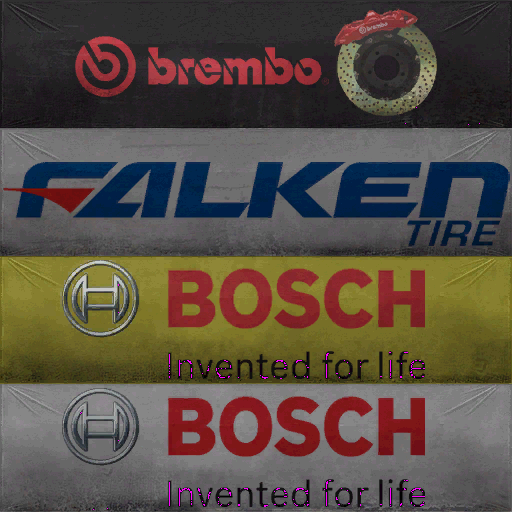 brembo
FALKEN
TIRE
BOSCH
Invented for life
BOSCH
Invented for life